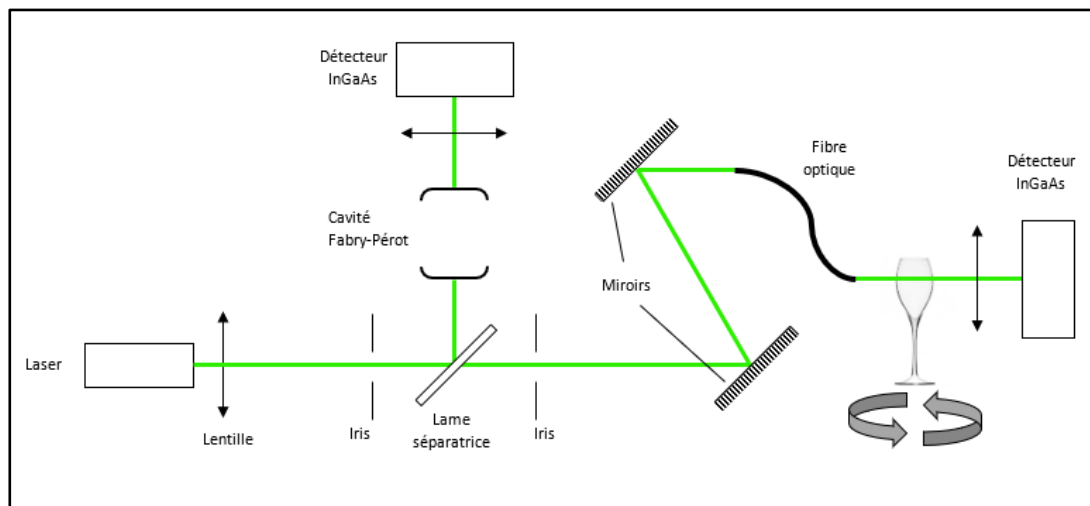 Détecteur
InGaAs
Cavité
Fabry-Pérot
Laser
Lentille
Iris
Lame
séparatrice
Iris
Miroirs
Fibre
optique
Détecteur
InGaAs